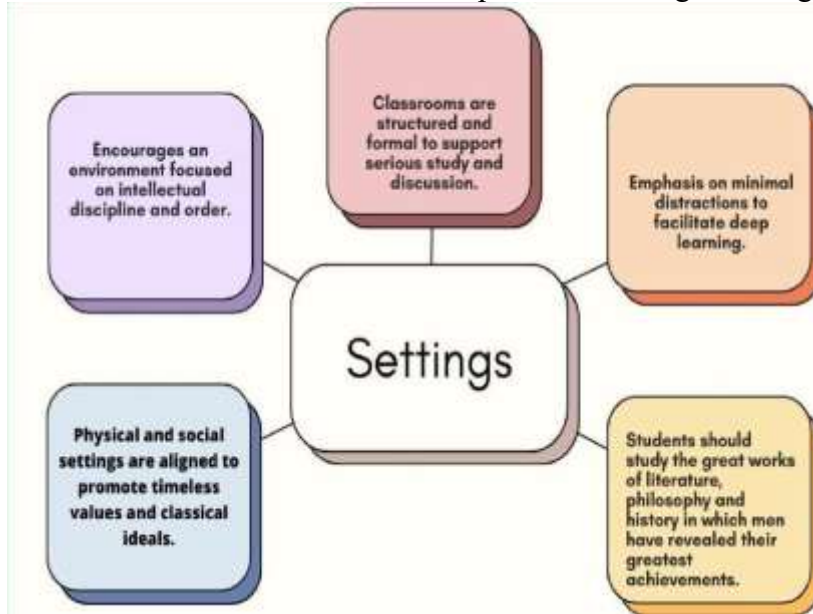 Classrooms are
structured and
formal to support
serious study and
discussion.
Encourages an
environment focused
on intellectual
discipline and order.
Emphasis on minimal
distractions to
facilitate deep
learning.
Settings
Physical and social
settings are aligned to
promote timeless
values and classical
ideals.
Students should
study the great works
of literature,
philosophy and
history in which men
have revealed their
greatest
achievements.